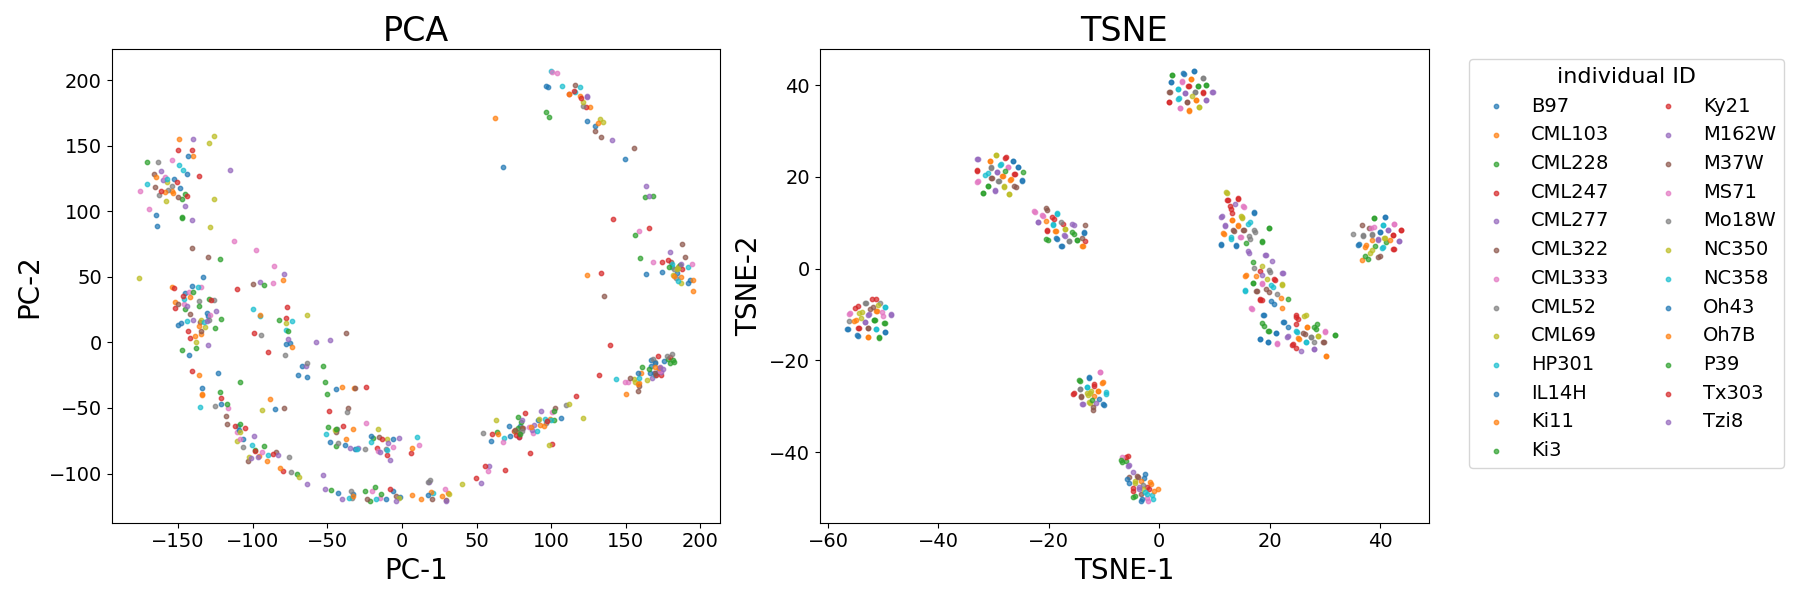 PCA
200
150
100
50
0
−50
−100
PC-2
−150
−100
−50
0
50
100
150
200
PC-1
TSNE
40
20
0
−20
−40
TSNE-2
−60
−40
−20
0
20
40
TSNE-1
individual ID
B97
CML103
CML228
CML247
CML277
CML322
CML333
CML52
CML69
HP301
IL14H
Ki11
Ki3
Ky21
M162W
M37W
MS71
Mo18W
NC350
NC358
Oh43
Oh7B
P39
Tx303
Tzi8